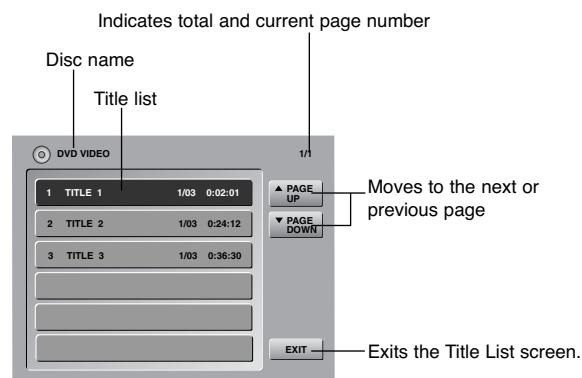 Indicates total and current page number
Disc name
Title list
DVD VIDEO 1/1
1 TITLE 1 1/03 0:02:01
2 TITLE 2 1/03 0:24:12
3 TITLE 3 1/03 0:36:30
▲ PAGE
UP
▼ PAGE
DOWN
Moves to the next or
previous page
EXIT
Exits the Title List screen.